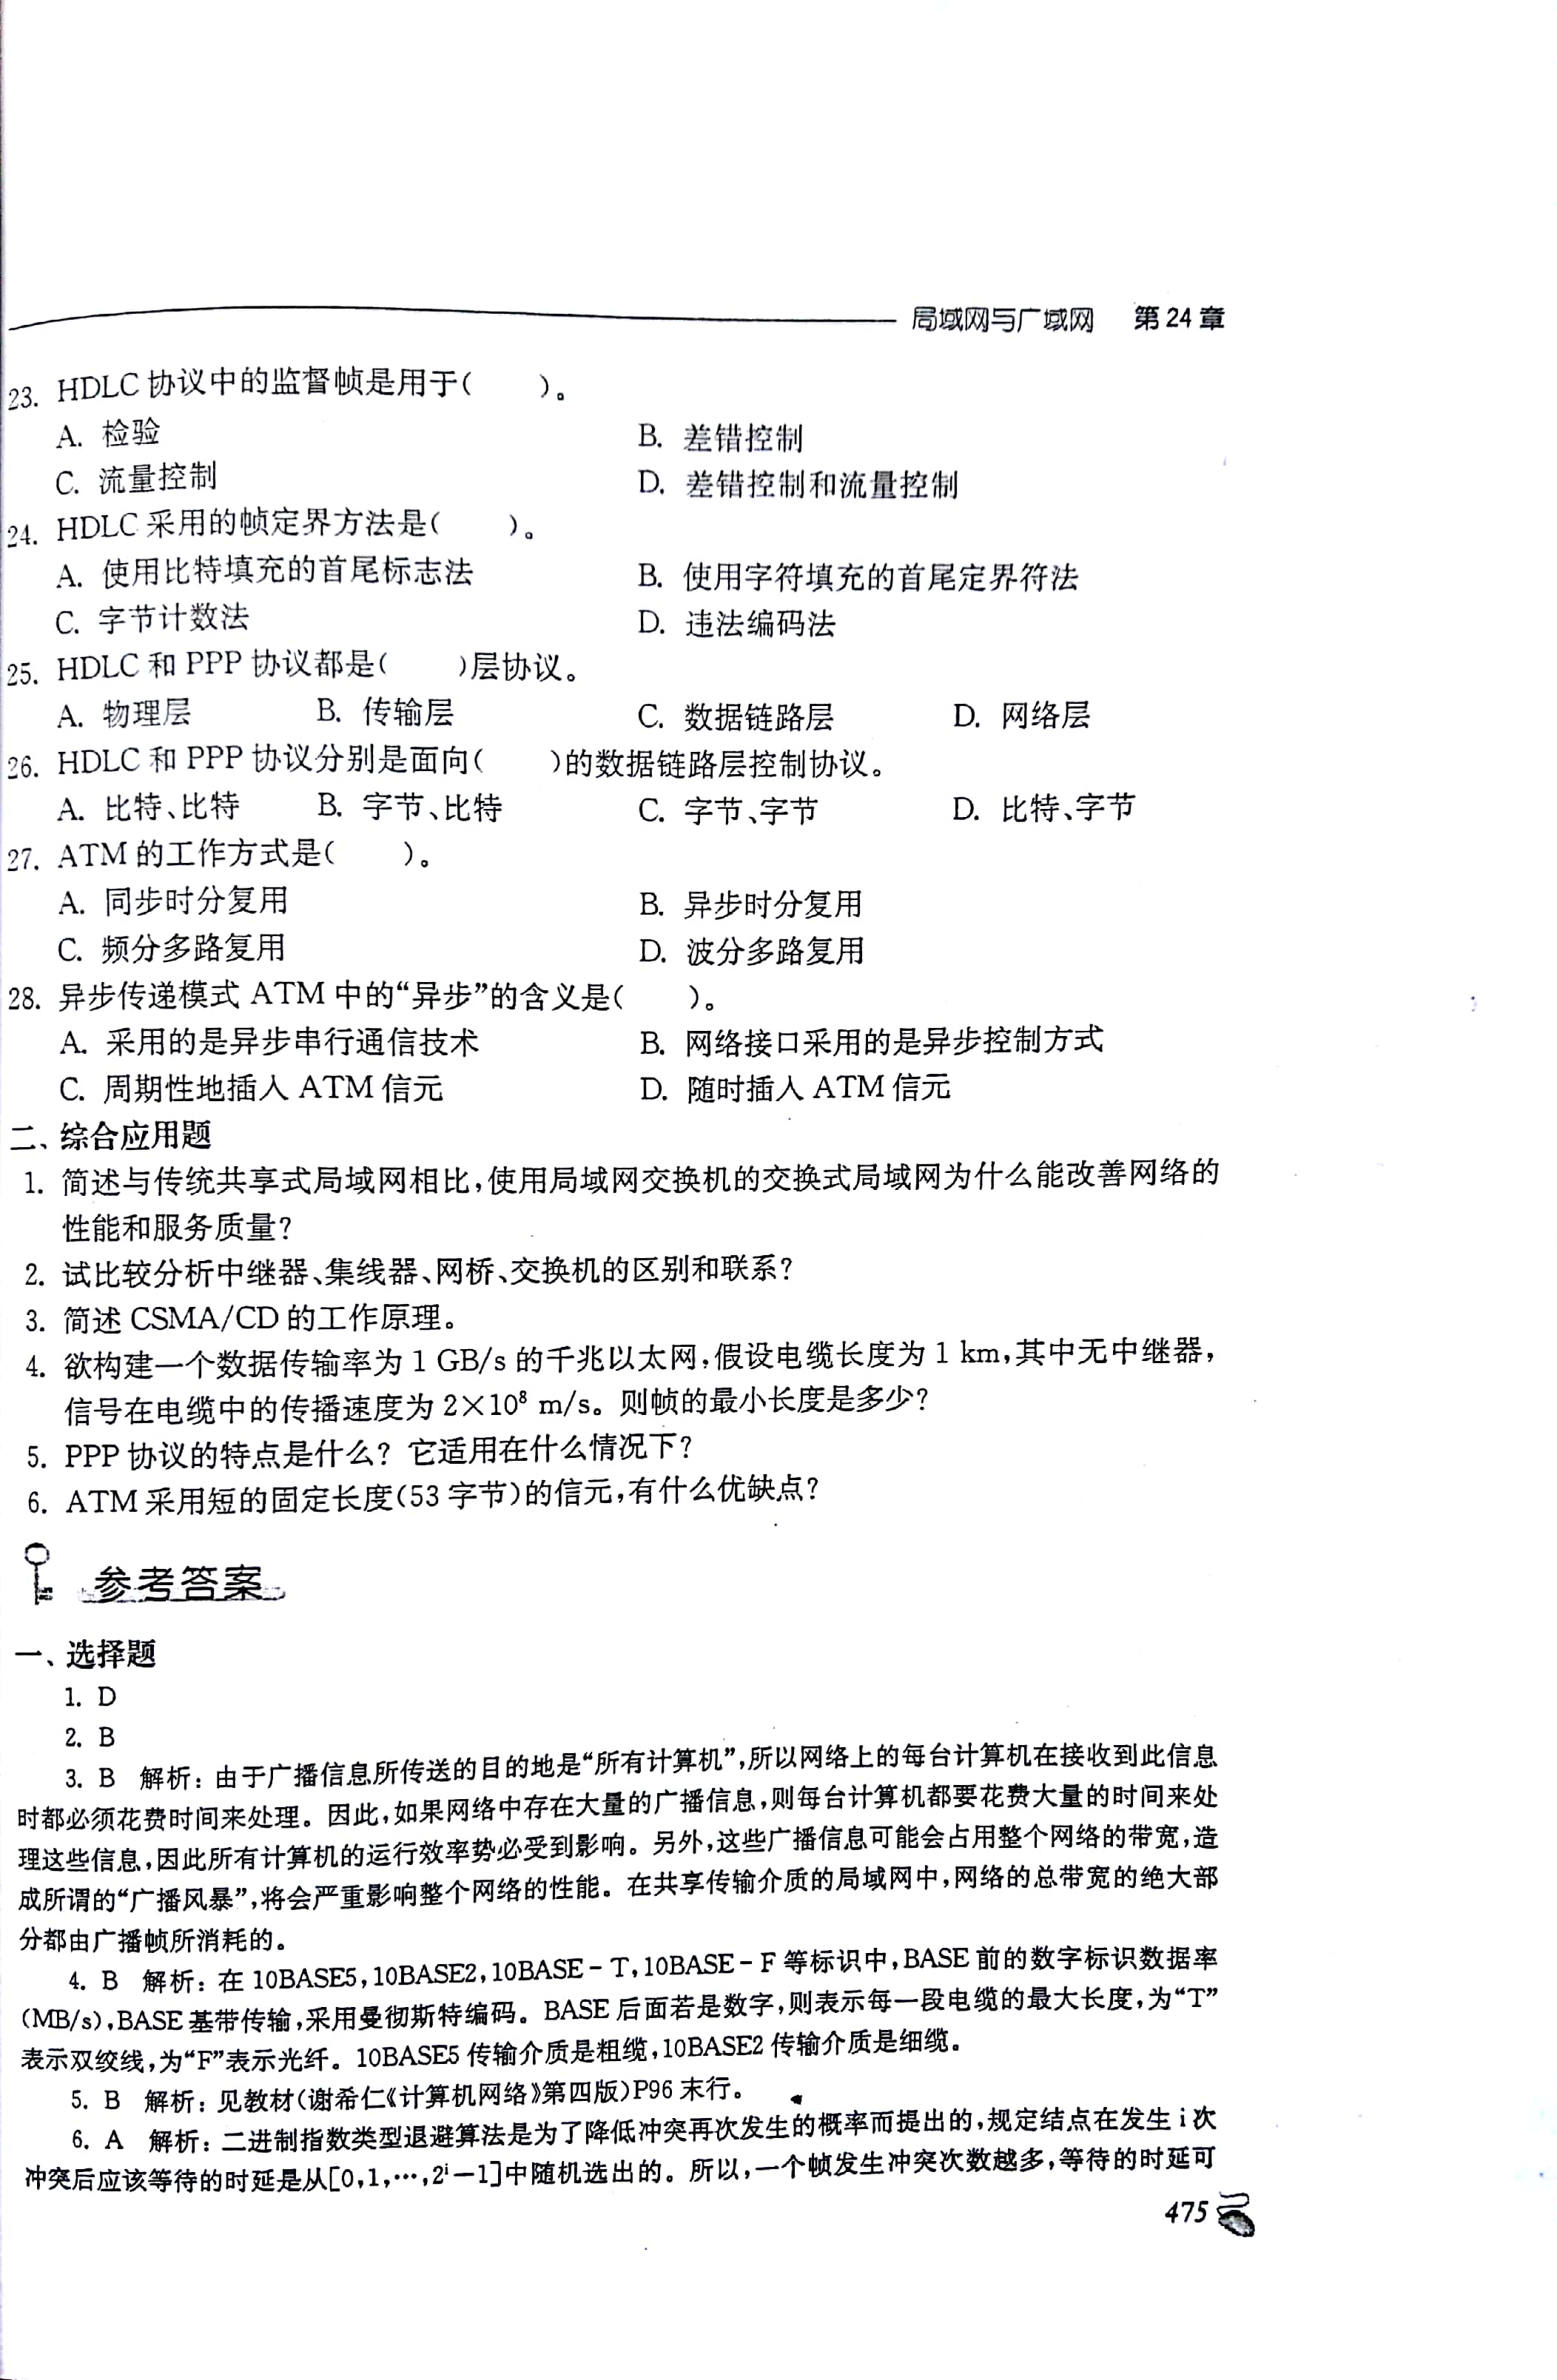 局域网与广域网 第24章
23. HDLC 协议中的监督帧是用于( )。
A. 检验 B. 差错控制
C. 流量控制 D. 差错控制和流量控制
24. HDLC 采用的帧定界方法是( )。
A. 使用比特填充的首尾标志法 B. 使用字符填充的首尾定界符法
C. 字节计数法 D. 违法编码法
25. HDLC 和 PPP 协议都是( )层协议。
A. 物理层 B. 传输层 C. 数据链路层 D. 网络层
26. HDLC 和 PPP 协议分别是面向( )的数据链路层控制协议。
A. 比特、比特 B. 字节、比特 C. 字节、字节 D. 比特、字节
27. ATM 的工作方式是( )。
A. 同步时分复用 B. 异步时分复用
C. 频分多路复用 D. 波分多路复用
28. 异步传递模式 ATM 中的“异步”的含义是( )。
A. 采用的是异步串行通信技术 B. 网络接口采用的是异步控制方式
C. 周期性地插入 ATM 信元 D. 随时插入 ATM 信元
二、综合应用题
1. 简述与传统共享式局域网相比,使用局域网交换机的交换式局域网为什么能改善网络的
性能和服务质量?
2. 试比较分析中继器、集线器、网桥、交换机的区别和联系?
3. 简述 CSMA/CD 的工作原理。
4. 欲构建一个数据传输率为 1 GB/s 的千兆以太网,假设电缆长度为 1 km,其中无中继器,
信号在电缆中的传播速度为 2×10⁸ m/s。则帧的最小长度是多少?
5. PPP 协议的特点是什么? 它适用在什么情况下?
6. ATM 采用短的固定长度(53 字节)的信元,有什么优缺点?
参考答案
一、选择题
1. D
2. B
3. B 解析: 由于广播信息所传送的目的地是“所有计算机”,所以网络上的每台计算机在接收到此信息
时都必须花费时间来处理。因此,如果网络中存在大量的广播信息,则每台计算机都要花费大量的时间来处
理这些信息,因此所有计算机的运行效率势必受到影响。另外,这些广播信息可能会占用整个网络的带宽,造
成所谓的“广播风暴”,将会严重影响整个网络的性能。在共享传输介质的局域网中,网络的总带宽的绝大部
分都由广播帧所消耗的。
4. B 解析: 在 10BASE5,10BASE2,10BASE-T,10BASE-F 等标识中,BASE 前的数字标识数据率
(MB/s),BASE 基带传输,采用曼彻斯特编码。BASE 后面若是数字,则表示每一段电缆的最大长度,为“T”
表示双绞线,为“F”表示光纤。10BASE5 传输介质是粗缆,10BASE2 传输介质是细缆。
5. B 解析: 见教材(谢希仁《计算机网络》第四版)P96 末行。
6. A 解析: 二进制指数类型退避算法是为了降低冲突再次发生的概率而提出的,规定结点在发生 i 次
冲突后应该等待的时延是从[0,1,…,2ⁱ-1]中随机选出的。所以,一个帧发生冲突次数越多,等待的时延可
475